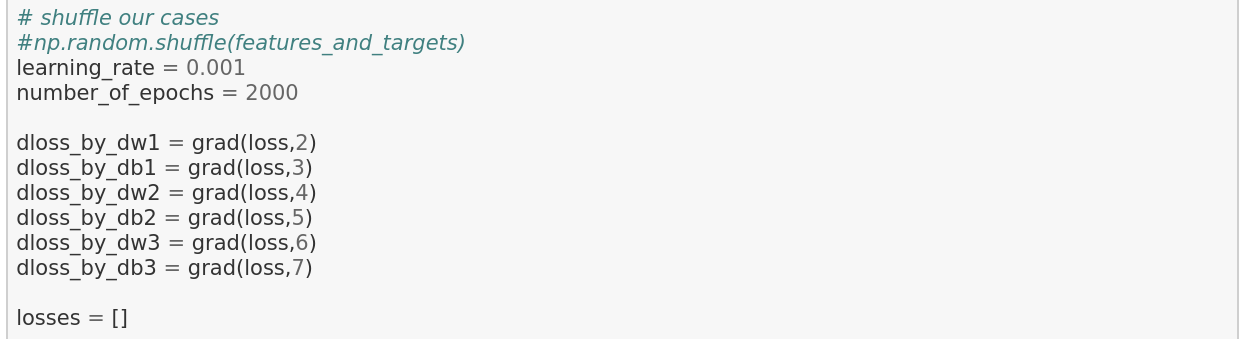 # shuffle our cases
#np.random.shuffle(features_and_targets)
learning_rate = 0.001
number_of_epochs = 2000
dloss_by_dw1 = grad(loss,2)
dloss_by_db1 = grad(loss,3)
dloss_by_dw2 = grad(loss,4)
dloss_by_db2 = grad(loss,5)
dloss_by_dw3 = grad(loss,6)
dloss_by_db3 = grad(loss,7)
losses = []